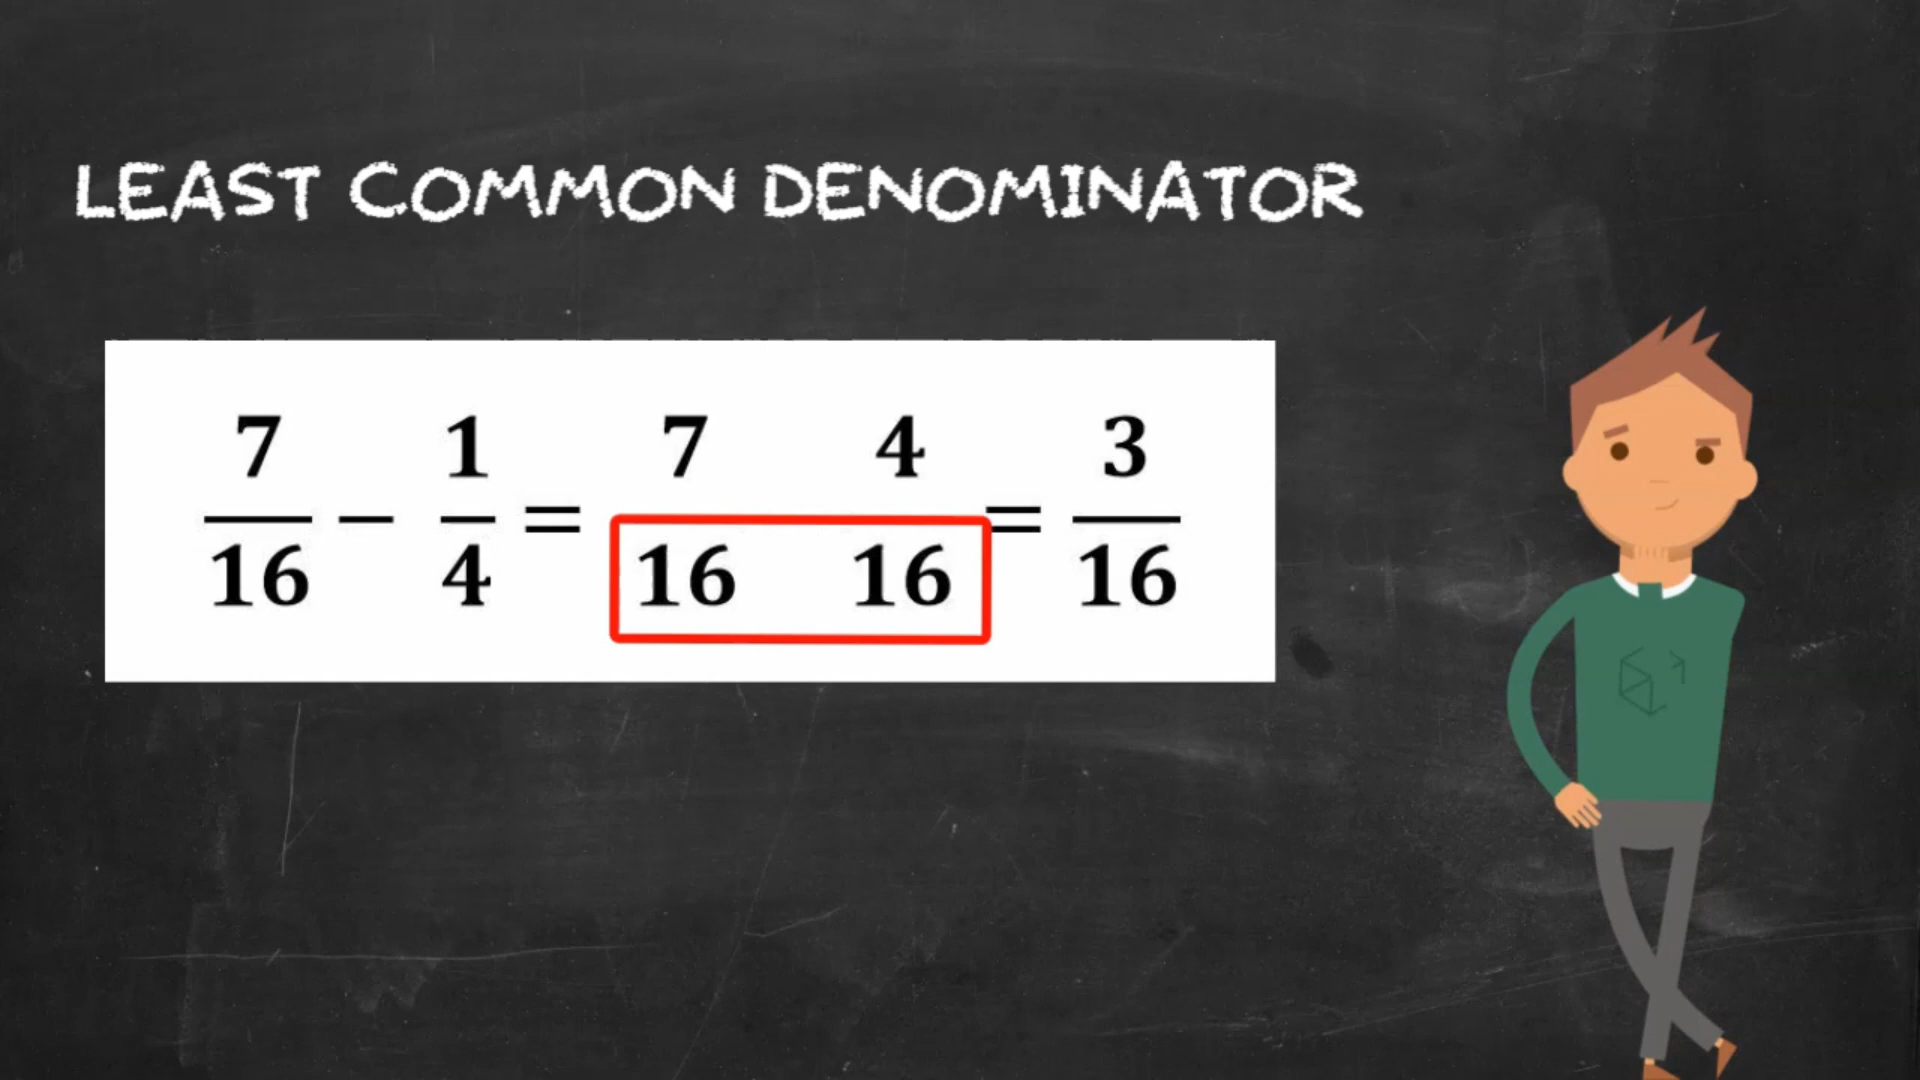 LEAST COMMON DENOMINATOR
7 1 7 4 3
— − — = = —
16 4 16 16 16